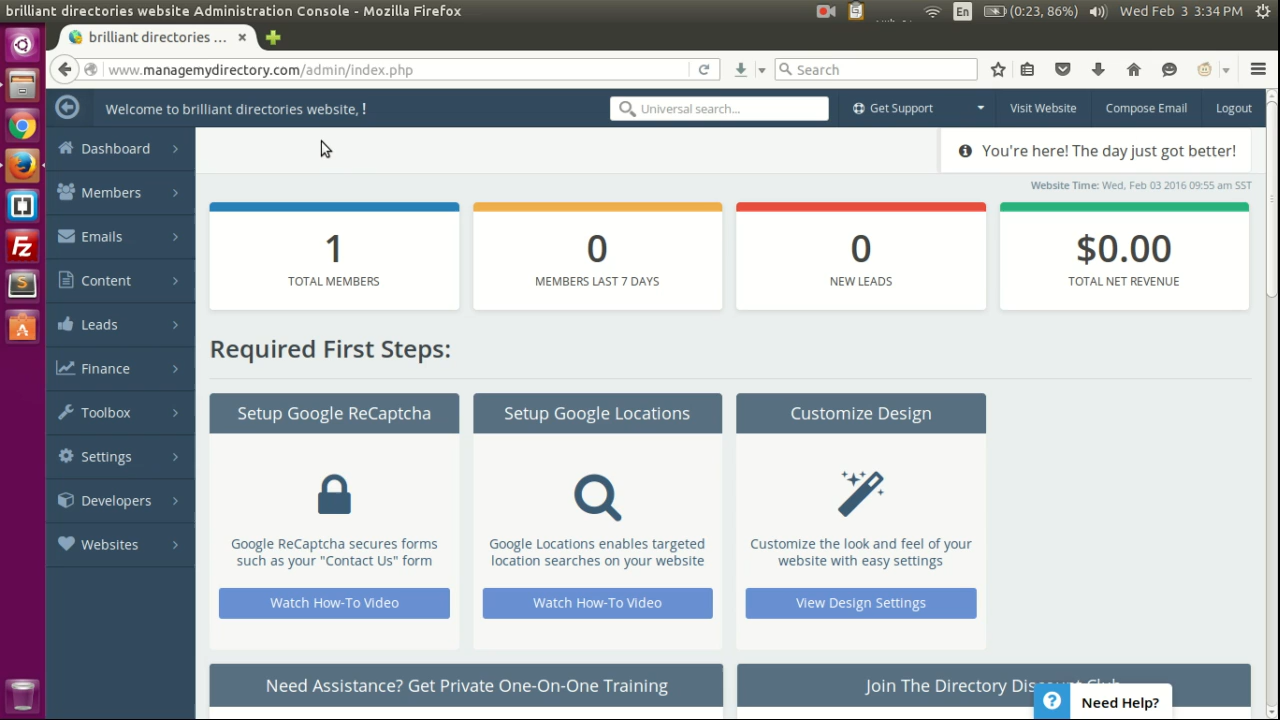 brilliant directories website Administration Console - Mozilla Firefox
En
(0:23, 86%)
Wed Feb 3 3:34 PM
brilliant directories ...
www.managemydirectory.com/admin/index.php
Search
Welcome to brilliant directories website, !
Universal search...
Get Support
Visit Website
Compose Email
Logout
Dashboard
Members
Emails
Content
Leads
Finance
Toolbox
Settings
Developers
Websites
You're here! The day just got better!
Website Time: Wed, Feb 03 2016 09:55 am SST
1
TOTAL MEMBERS
0
MEMBERS LAST 7 DAYS
0
NEW LEADS
$0.00
TOTAL NET REVENUE
Required First Steps:
Setup Google ReCaptcha
Google ReCaptcha secures forms
such as your "Contact Us" form
Watch How-To Video
Setup Google Locations
Google Locations enables targeted
location searches on your website
Watch How-To Video
Customize Design
Customize the look and feel of your
website with easy settings
View Design Settings
Need Assistance? Get Private One-On-One Training
Join The Directory Discount Club
Need Help?